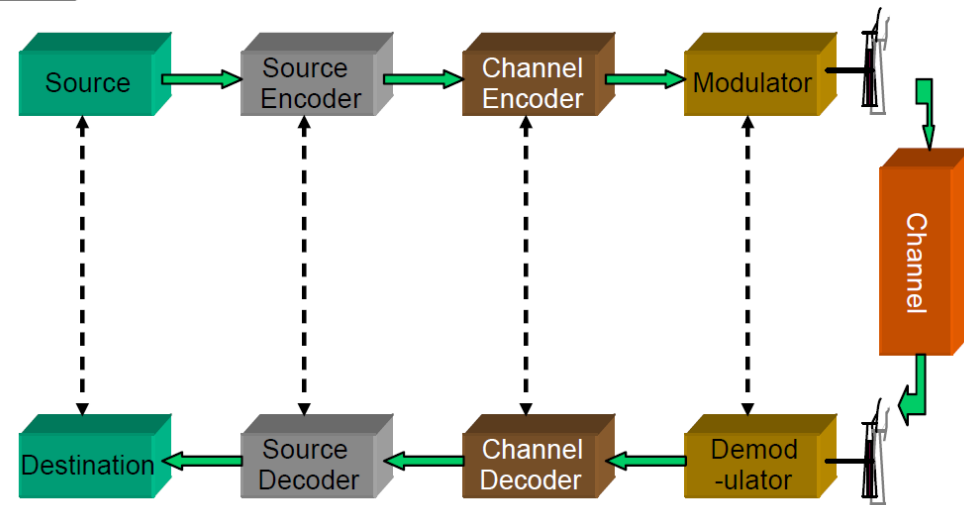 Source
Source
Encoder
Channel
Encoder
Modulator
Channel
Destination
Source
Decoder
Channel
Decoder
Demod
-ulator